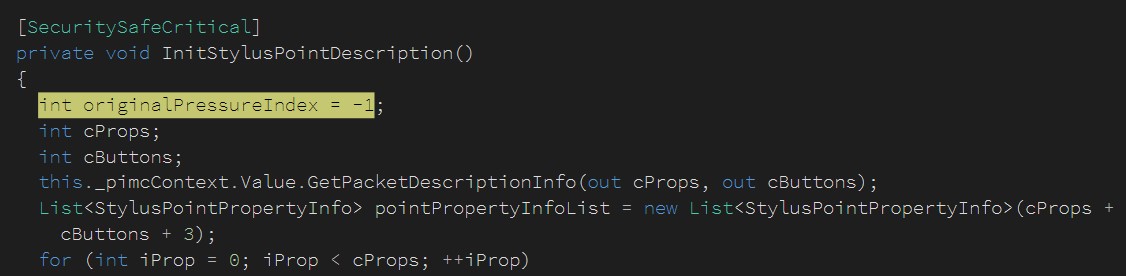 [SecuritySafeCritical]
private void InitStylusPointDescription()
{
int originalPressureIndex = -1;
int cProps;
int cButtons;
this._pimcContext.Value.GetPacketDescriptionInfo(out cProps, out cButtons);
List<StylusPointPropertyInfo> pointPropertyInfoList = new List<StylusPointPropertyInfo>(cProps +
cButtons + 3);
for (int iProp = 0; iProp < cProps; ++iProp)